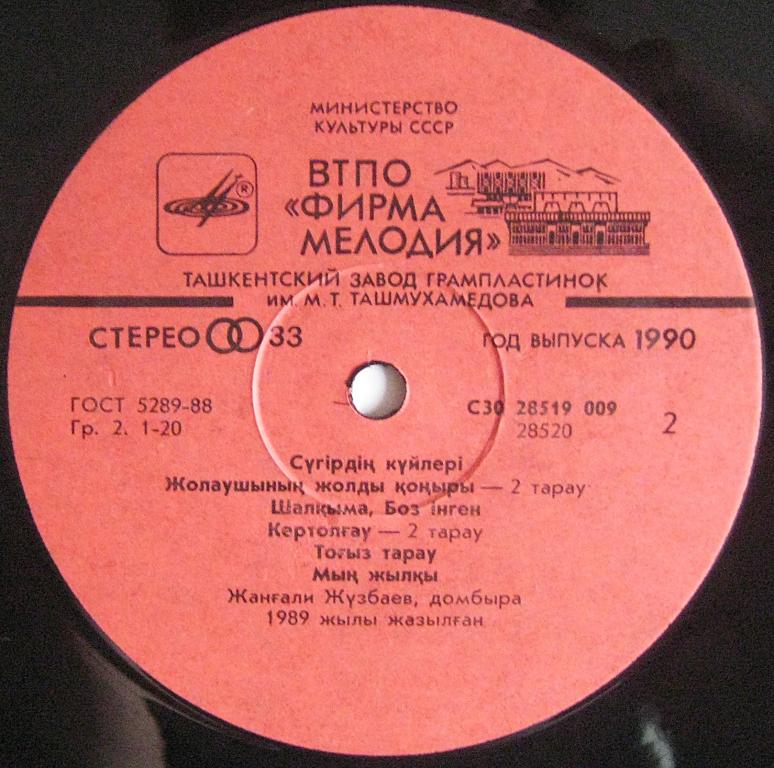 МИНИСТЕРСТВО
КУЛЬТУРЫ СССР
ВТПО
«ФИРМА
МЕЛОДИЯ»
®
ТАШКЕНТСКИЙ ЗАВОД ГРАМПЛАСТИНОК
ИМ. М. Т. ТАШМУХАМЕДОВА
СТЕРЕО 33
ГОД ВЫПУСКА 1990
ГОСТ 5289-88
Гр. 2. 1-20
С30 28519 009
28520
2
Сүгірдің күйлері
Жолаушының жолды қоңыры — 2 тарау
Шалқыма, Боз інген
Кертолғау — 2 тарау
Тоғыз тарау
Мың жылқы
Жанғали Жүзбаев, домбыра
1989 жылы жазылған